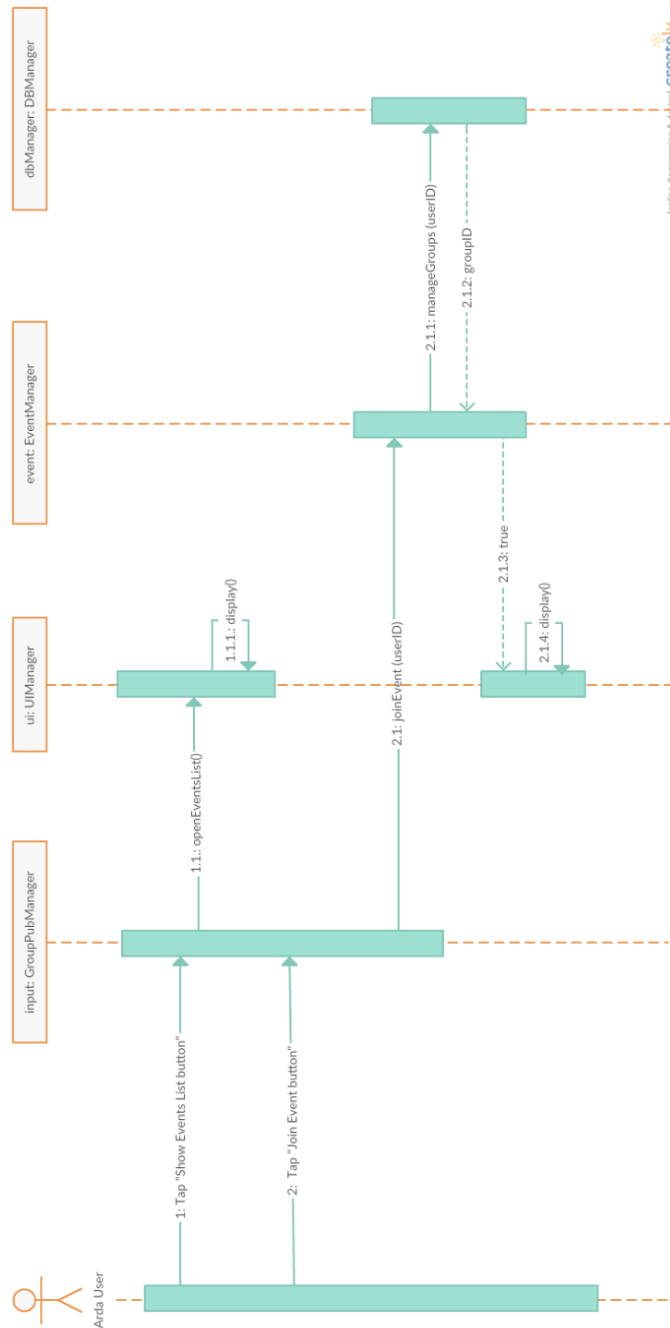 Arda User
input: GroupPubManager
ui: UIManager
event: EventManager
dbManager: DBManager
1: Tap "Show Events List button"
1.1.: openEventsList()
1.1.1.: display()
2: Tap "Join Event button"
2.1: joinEvent (userID)
2.1.1: manageGroups (userID)
2.1.2: groupID
2.1.3: true
2.1.4: display()
creately